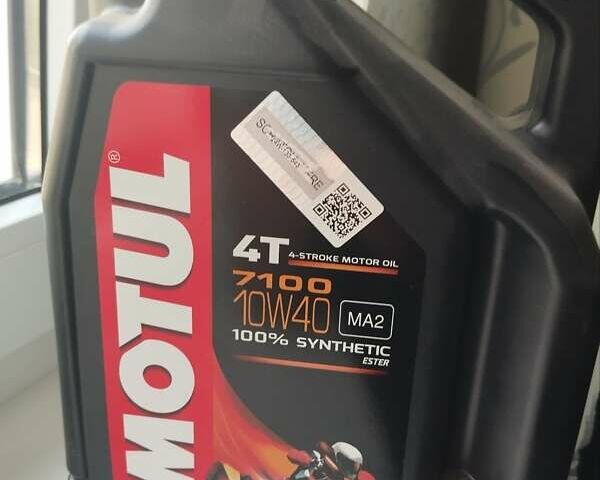 MOTUL®
4T 4-STROKE MOTOR OIL
7100
10W40 MA2
100% SYNTHETIC
ESTER